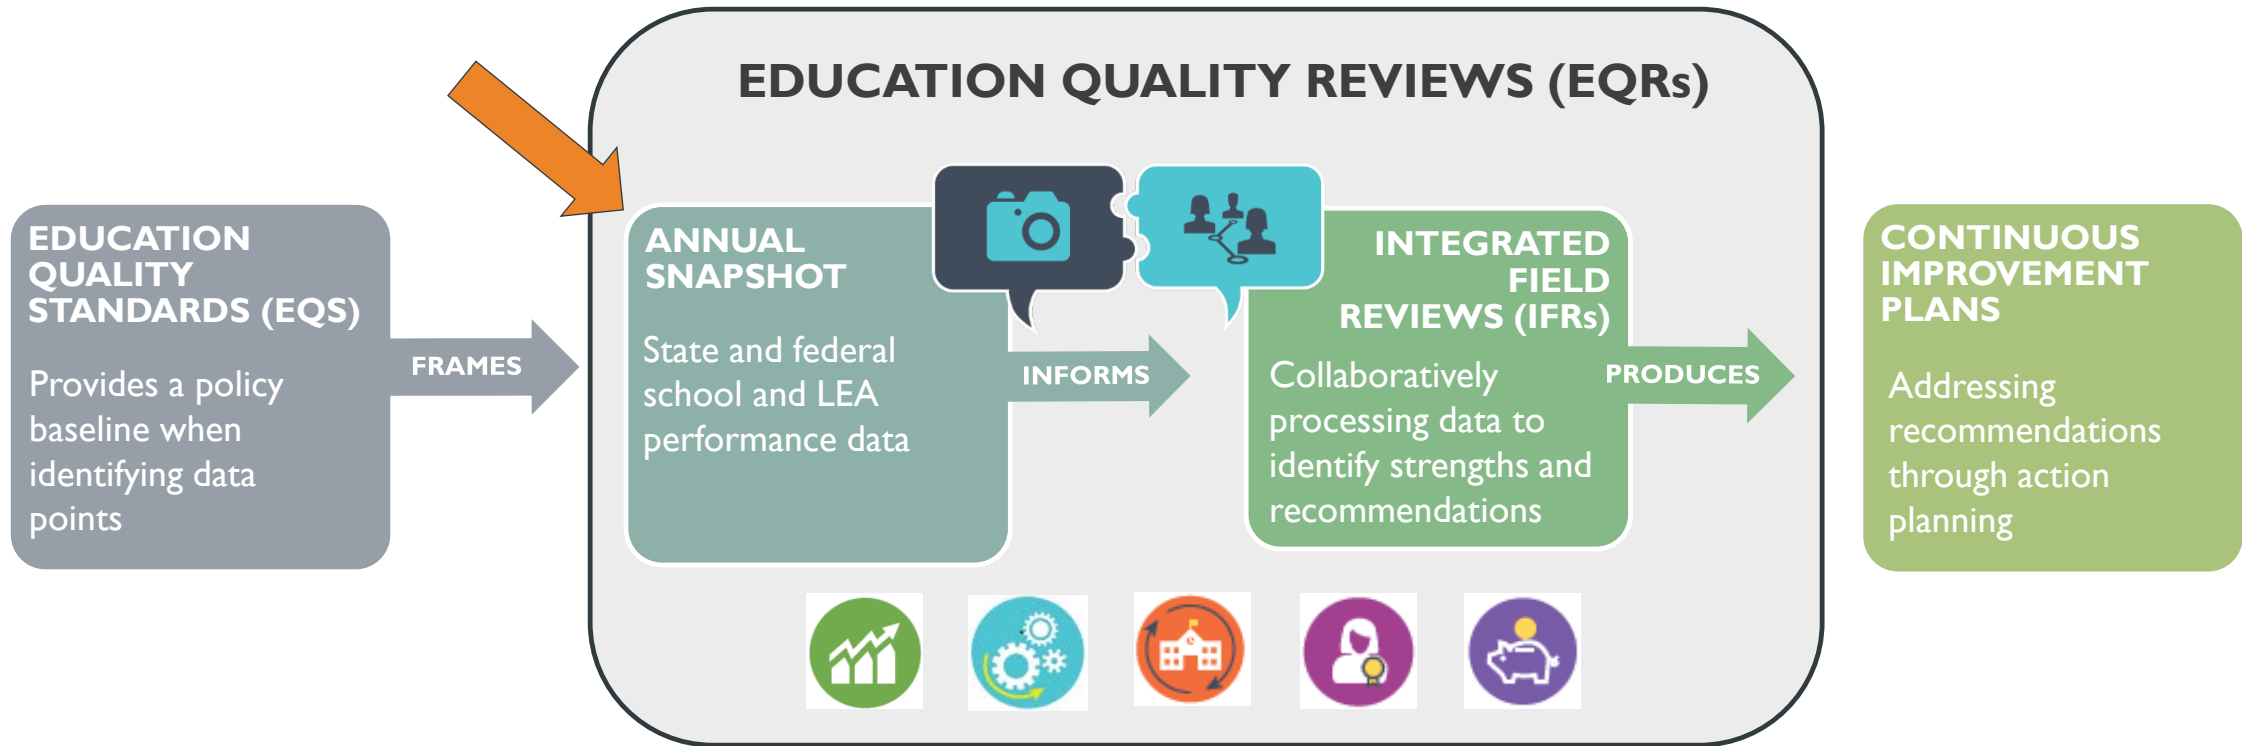 EDUCATION QUALITY REVIEWS (EQRs)
EDUCATION
QUALITY
STANDARDS (EQS)
Provides a policy
baseline when
identifying data
points
FRAMES
ANNUAL
SNAPSHOT
State and federal
school and LEA
performance data
INFORMS
INTEGRATED
FIELD
REVIEWS (IFRs)
Collaboratively
processing data to
identify strengths and
recommendations
PRODUCES
CONTINUOUS
IMPROVEMENT
PLANS
Addressing
recommendations
through action
planning